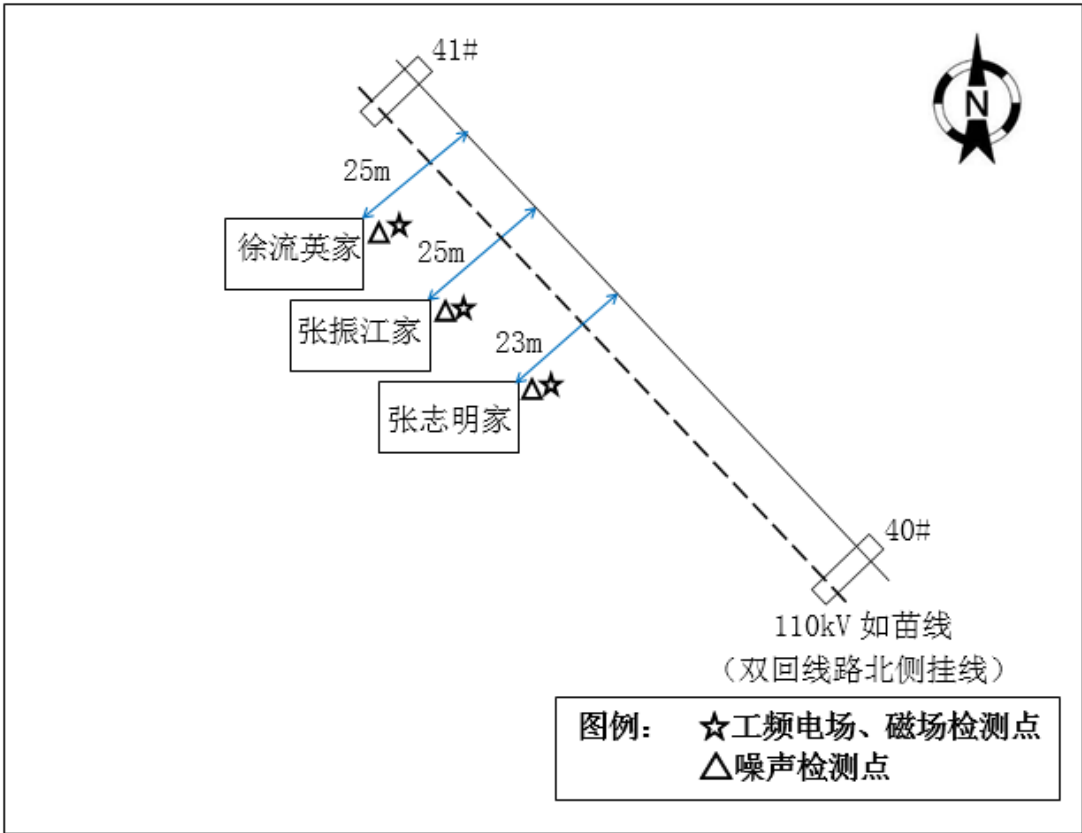 41#
N
25m
徐流英家
25m
张振江家
23m
张志明家
40#
110kV 如苗线
（双回线路北侧挂线）
图例： ☆工频电场、磁场检测点
△噪声检测点